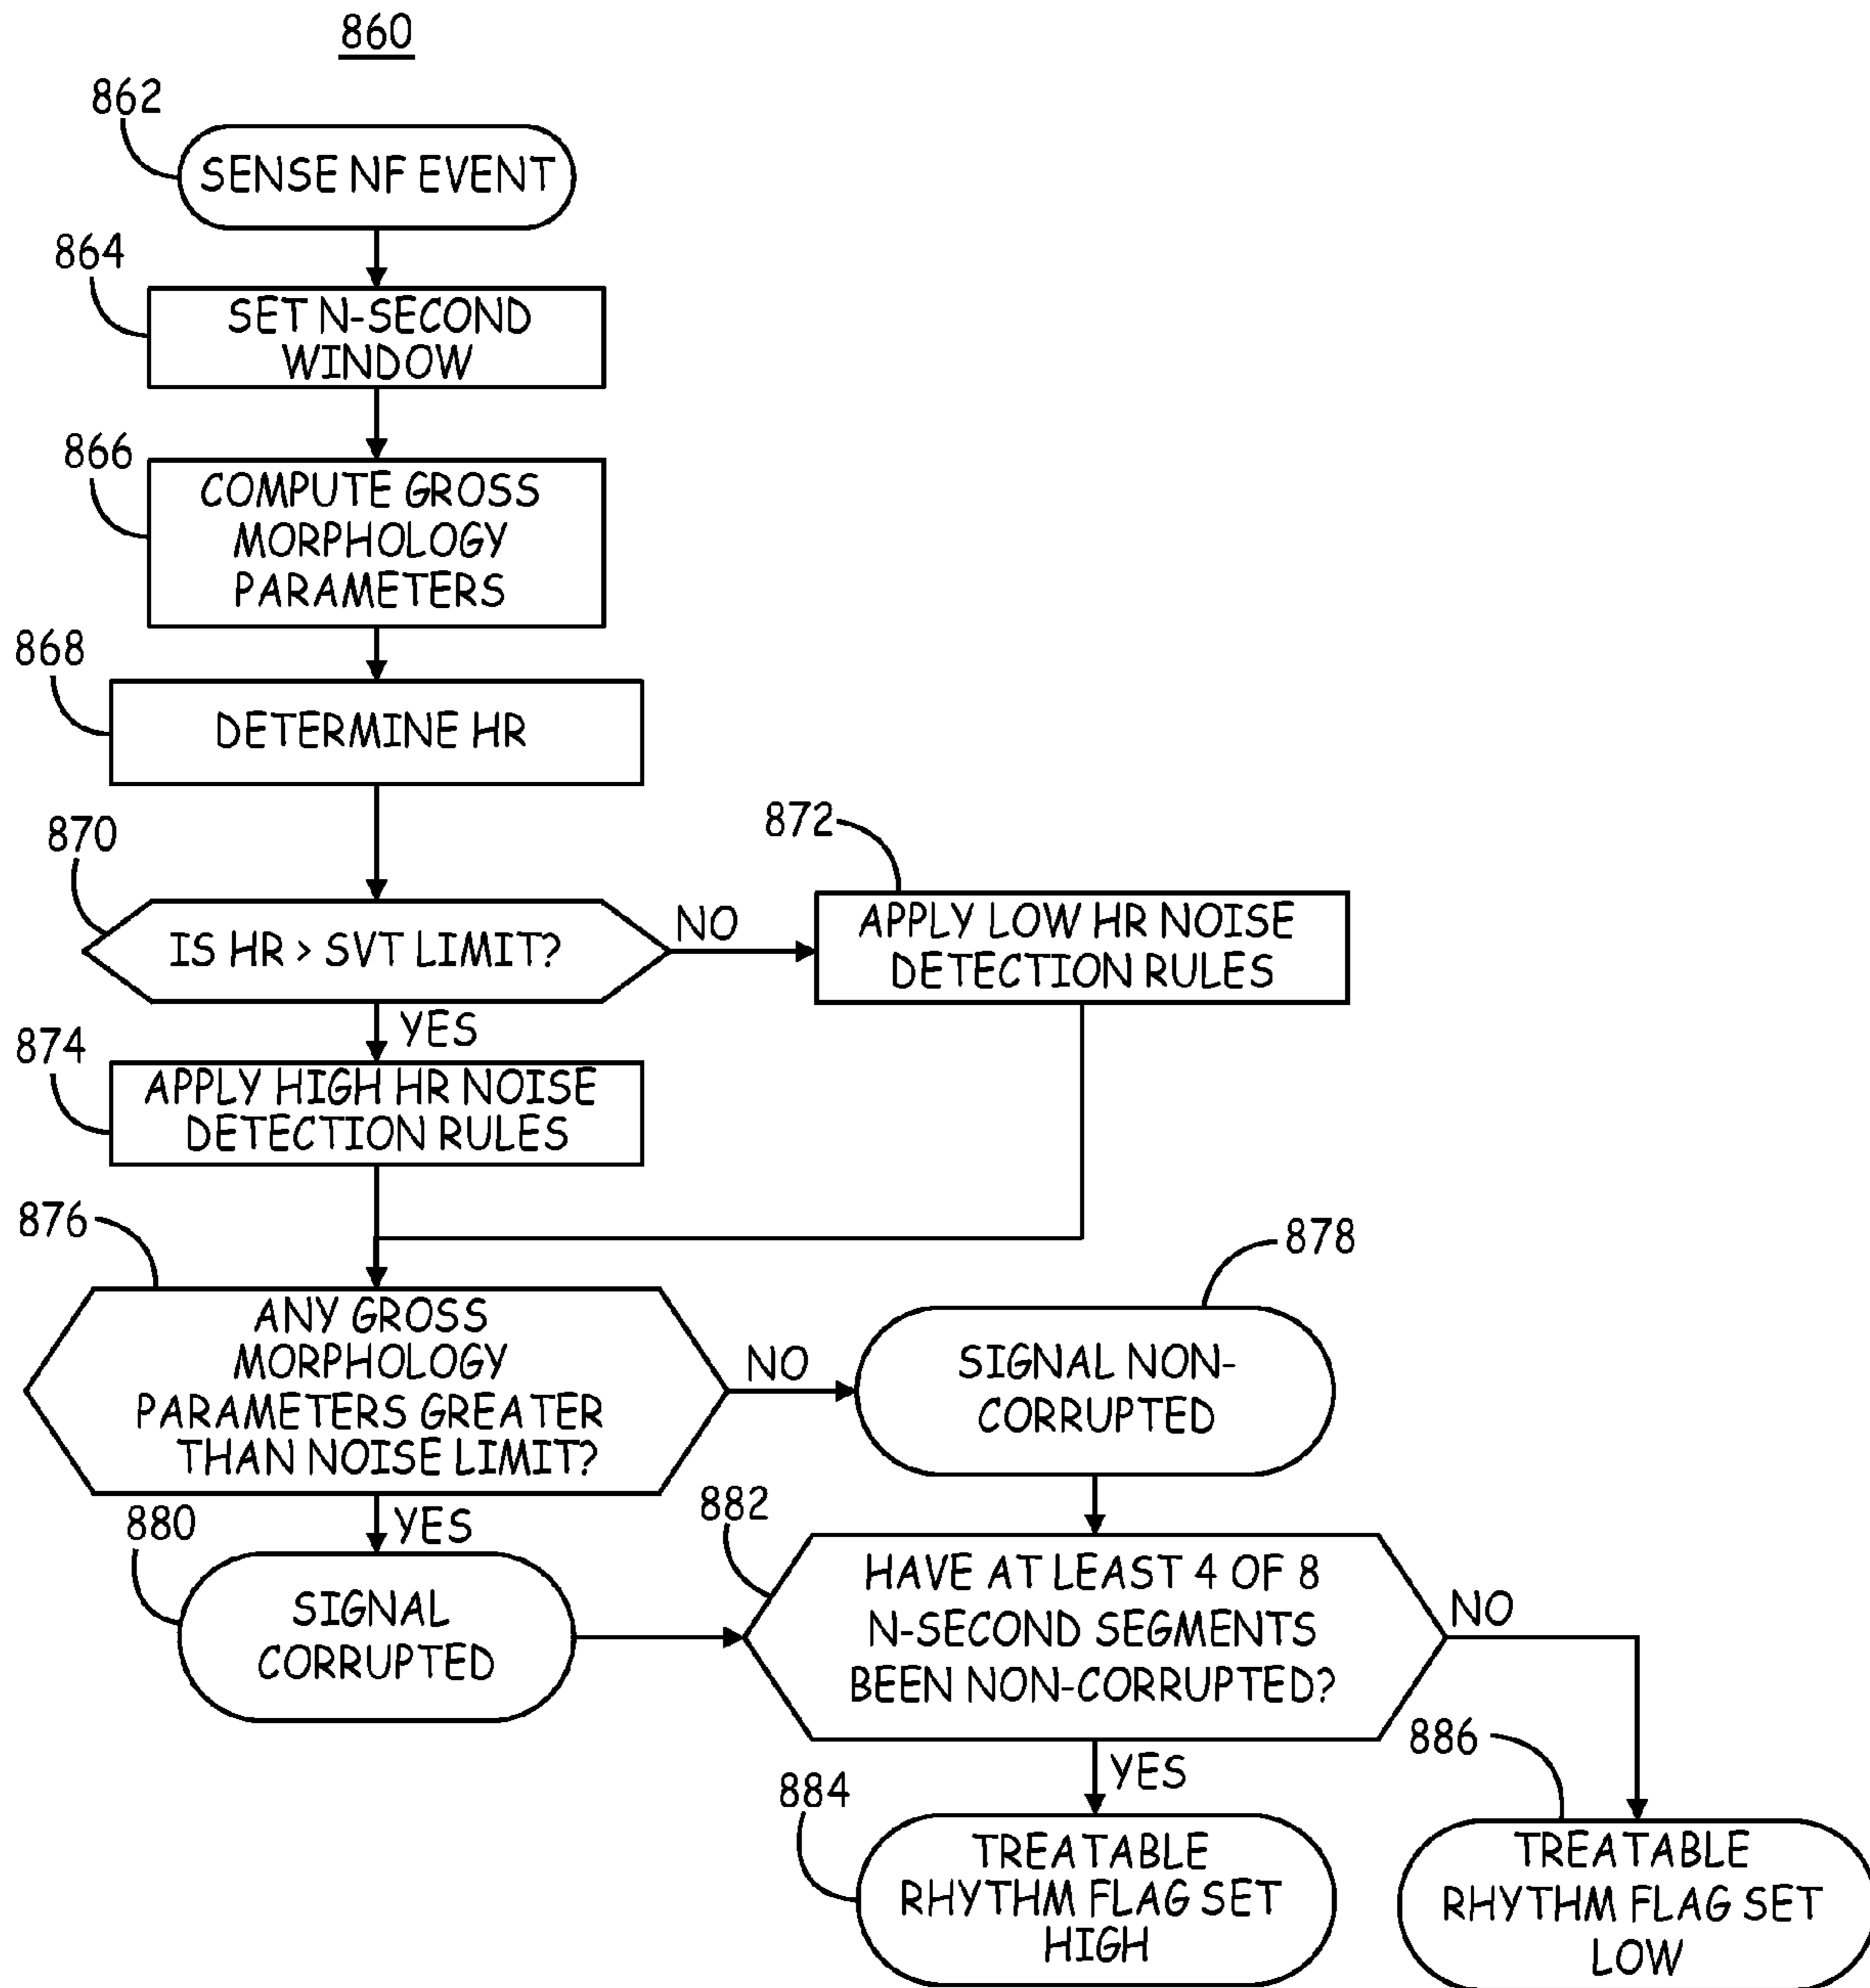 860
862
SENSE NF EVENT
864
SET N-SECOND
WINDOW
866
COMPUTE GROSS
MORPHOLOGY
PARAMETERS
868
DETERMINE HR
870
IS HR > SVT LIMIT?
NO
872
APPLY LOW HR NOISE
DETECTION RULES
YES
874
APPLY HIGH HR NOISE
DETECTION RULES
876
ANY GROSS
MORPHOLOGY
PARAMETERS GREATER
THAN NOISE LIMIT?
NO
878
SIGNAL NON-
CORRUPTED
YES
880
SIGNAL
CORRUPTED
882
HAVE AT LEAST 4 OF 8
N-SECOND SEGMENTS
BEEN NON-CORRUPTED?
NO
YES
884
TREATABLE
RHYTHM FLAG SET
HIGH
886
TREATABLE
RHYTHM FLAG SET
LOW